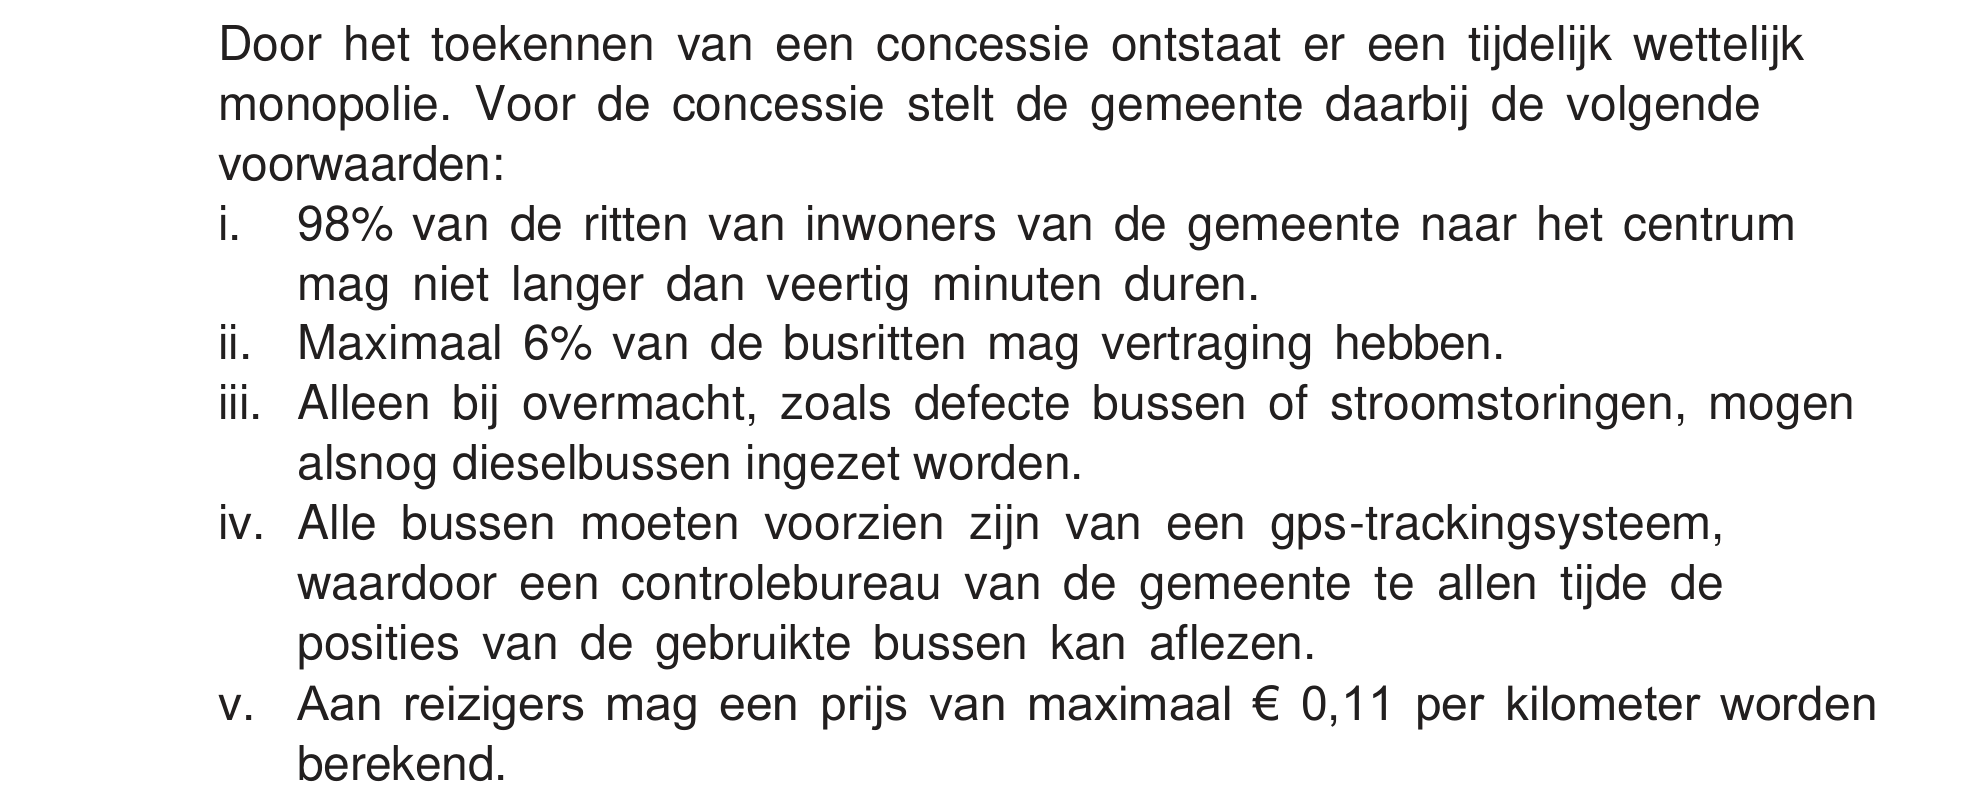 Door het toekennen van een concessie ontstaat er een tijdelijk wettelijk
monopolie. Voor de concessie stelt de gemeente daarbij de volgende
voorwaarden:
i. 98% van de ritten van inwoners van de gemeente naar het centrum
mag niet langer dan veertig minuten duren.
ii. Maximaal 6% van de busritten mag vertraging hebben.
iii. Alleen bij overmacht, zoals defecte bussen of stroomstoringen, mogen
alsnog dieselbussen ingezet worden.
iv. Alle bussen moeten voorzien zijn van een gps-trackingsysteem,
waardoor een controlebureau van de gemeente te allen tijde de
posities van de gebruikte bussen kan aflezen.
v. Aan reizigers mag een prijs van maximaal € 0,11 per kilometer worden
berekend.